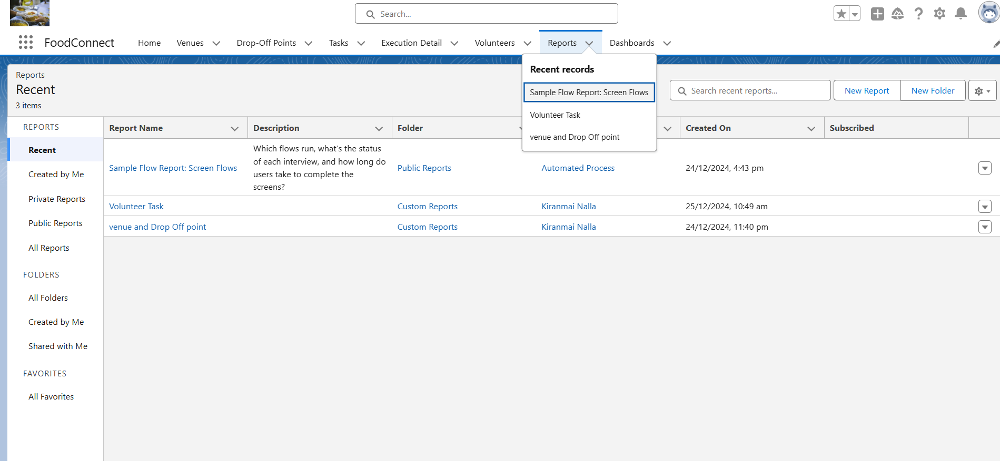 Search...
FoodConnect
Home
Venues
Drop-Off Points
Tasks
Execution Detail
Volunteers
Reports
Dashboards
Recent records
Sample Flow Report: Screen Flows
Volunteer Task
venue and Drop Off point
Reports
Recent
3 items
Search recent reports...
New Report
New Folder
REPORTS
Recent
Created by Me
Private Reports
Public Reports
All Reports
FOLDERS
All Folders
Created by Me
Shared with Me
FAVORITES
All Favorites
Report Name
Description
Folder
Created On
Subscribed
Sample Flow Report: Screen Flows
Which flows run, what's the status
of each interview, and how long do
users take to complete the
screens?
Public Reports
Automated Process
24/12/2024, 4:43 pm
Volunteer Task
Custom Reports
Kiranmai Nalla
25/12/2024, 10:49 am
venue and Drop Off point
Custom Reports
Kiranmai Nalla
24/12/2024, 11:40 pm